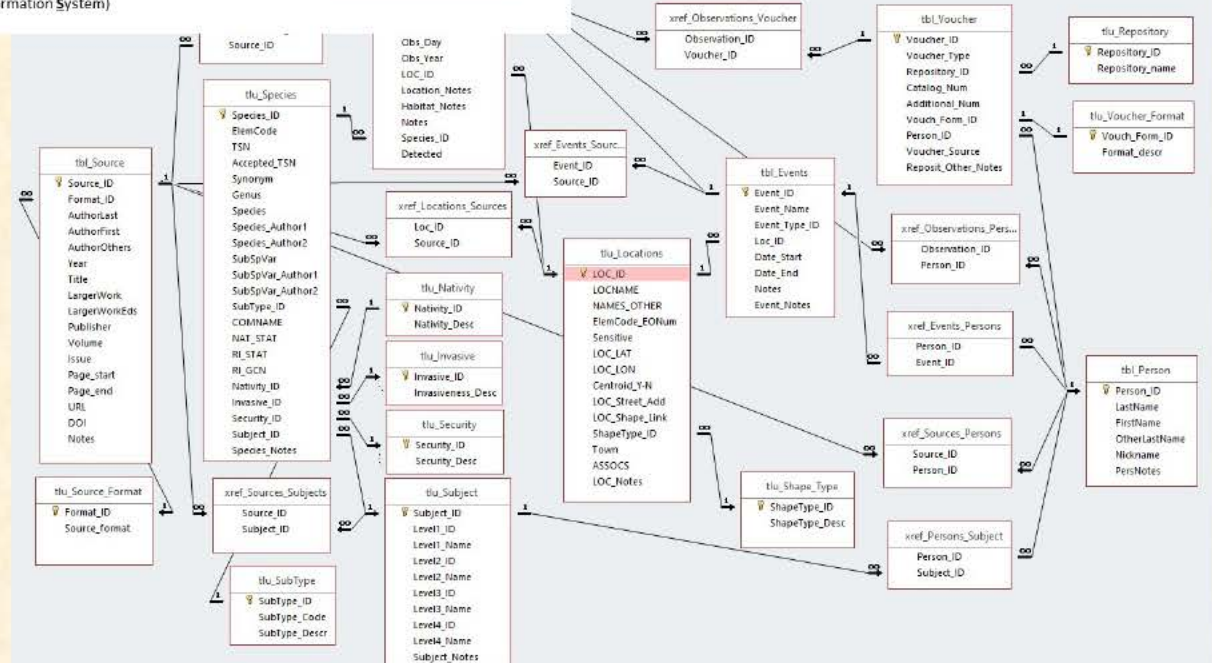 rmation System)
Source_ID
Obs_Day
Obs_Year
LOC_ID
Location_Notes
Habitat_Notes
Notes
Species_ID
Detected
xref_Observations_Voucher
Observation_ID
Voucher_ID
tbl_Voucher
Voucher_ID
Voucher_Type
Repository_ID
Catalog_Num
Additional_Num
Vouch_Form_ID
Person_ID
Voucher_Source
Reposit_Other_Notes
tlu_Repository
Repository_ID
Repository_name
tlu_Voucher_Format
Vouch_Form_ID
Format_descr
tbl_Source
Source_ID
Format_ID
AuthorLast
AuthorFirst
AuthorOthers
Year
Title
LargerWork
LargerWorkEds
Publisher
Volume
Issue
Page_start
Page_end
URL
DOI
Notes
tlu_Species
Species_ID
ElemCode
TSN
Accepted_TSN
Synonym
Genus
Species
Species_Author1
Species_Author2
SubSpVar
SubSpVar_Author1
SubSpVar_Author2
SubType_ID
COMNAME
NAT_STAT
RI_STAT
RI_GCN
Nativity_ID
Invasive_ID
Security_ID
Subject_ID
Species_Notes
xref_Events_Sourc...
Event_ID
Source_ID
xref_Locations_Sources
Loc_ID
Source_ID
tlu_Nativity
Nativity_ID
Nativity_Desc
tlu_Invasive
Invasive_ID
Invasiveness_Desc
tlu_Security
Security_ID
Security_Desc
tlu_Locations
LOC_ID
LOCNAME
NAMES_OTHER
ElemCode_EONum
Sensitive
LOC_LAT
LOC_LON
Centroid_Y-N
LOC_Street_Add
LOC_Shape_Link
ShapeType_ID
Town
ASSOCS
LOC_Notes
tbl_Events
Event_ID
Event_Name
Event_Type_ID
Loc_ID
Date_Start
Date_End
Notes
Event_Notes
xref_Observations_Pers...
Observation_ID
Person_ID
xref_Events_Persons
Person_ID
Event_ID
tbl_Person
Person_ID
LastName
FirstName
OtherLastName
Nickname
PersNotes
xref_Sources_Persons
Source_ID
Person_ID
tlu_Source_Format
Format_ID
Source_format
xref_Sources_Subjects
Source_ID
Subject_ID
tlu_Subject
Subject_ID
Level1_ID
Level1_Name
Level2_ID
Level2_Name
Level3_ID
Level3_Name
Level4_ID
Level4_Name
Subject_Notes
tlu_Shape_Type
ShapeType_ID
ShapeType_Desc
xref_Persons_Subject
Person_ID
Subject_ID
tlu_SubType
SubType_ID
SubType_Code
SubType_Descr